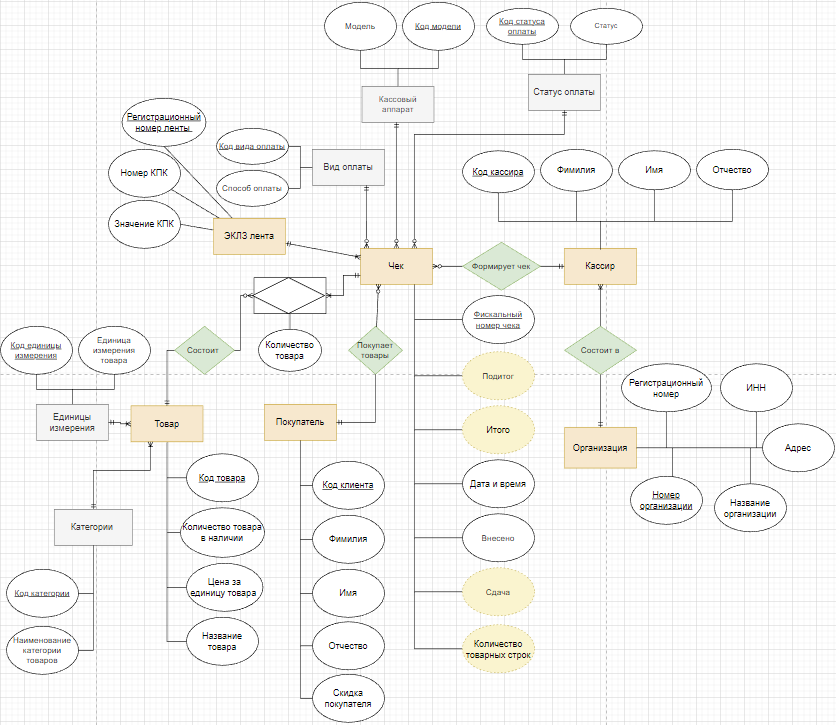 Модель
Код модели
Код статуса
оплаты
Статус
Кассовый
аппарат
Статус оплаты
Регистрационный
номер ленты
Код вида оплаты
Вид оплаты
Номер КПК
Способ оплаты
Код кассира
Фамилия
Имя
Отчество
Значение КПК
ЭКЛЗ лента
Чек
Формирует чек
Кассир
Фискальный
номер чека
Код единицы
измерения
Единица
измерения
товара
Состоит
Количество
товара
Покупает
товары
Состоит в
Подитог
Регистрационный
номер
ИНН
Единицы
измерения
Товар
Покупатель
Итого
Организация
Адрес
Код товара
Код клиента
Дата и время
Номер
организации
Название
организации
Категории
Количество товара
в наличии
Фамилия
Внесено
Код категории
Цена за
единицу товара
Имя
Сдача
Наименование
категории
товаров
Название
товара
Отчество
Количество
товарных строк
Скидка
покупателя